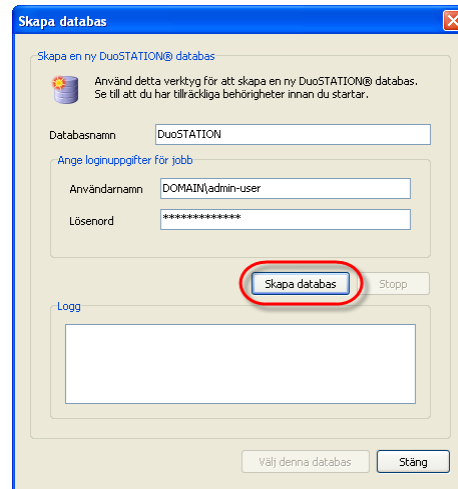 Skapa databas
Skapa en ny DuoSTATION® databas
Använd detta verktyg för att skapa en ny DuoSTATION® databas.
Se till att du har tillräckliga behörigheter innan du startar.
Databasnamn DuoSTATION
Ange loginuppgifter för jobb
Användarnamn DOMAIN\admin-user
Lösenord *************
Skapa databas Stopp
Logg
Välj denna databas Stäng